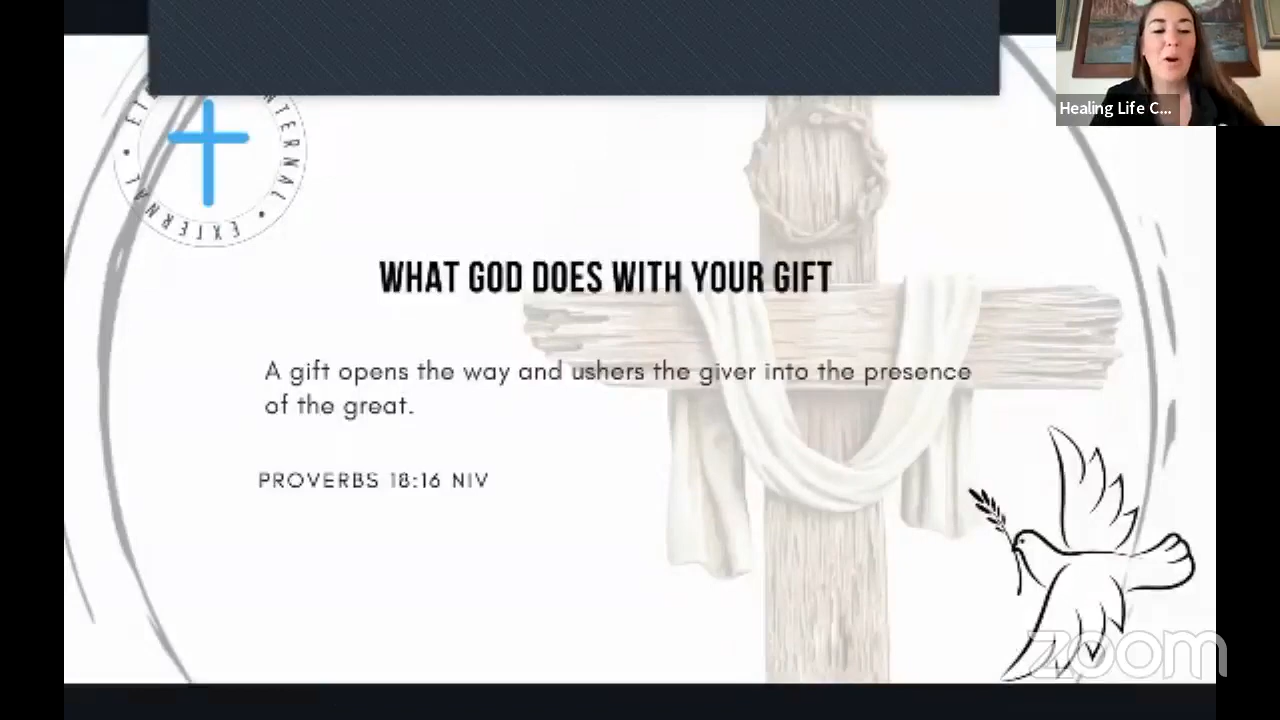 Healing Life C...
INTERNAL • EXTERNAL •
WHAT GOD DOES WITH YOUR GIFT
A gift opens the way and ushers the giver into the presence
of the great.
PROVERBS 18:16 NIV
zoom